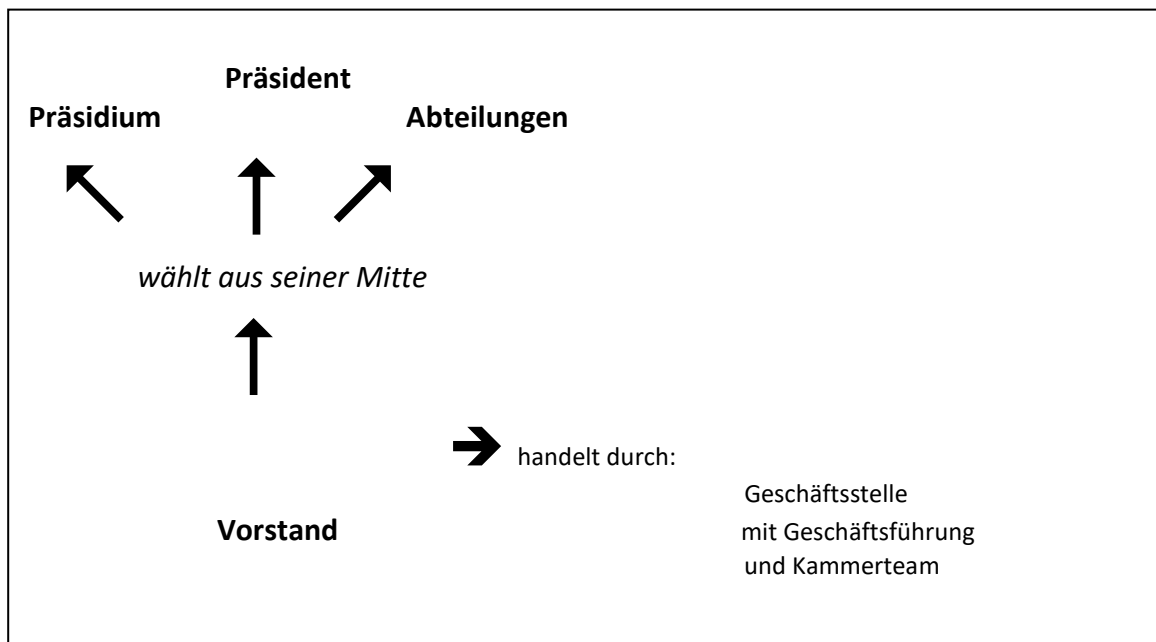 Präsident
Präsidium Abteilungen
wählt aus seiner Mitte
handelt durch:
Geschäftsstelle
Vorstand mit Geschäftsführung
und Kammerteam